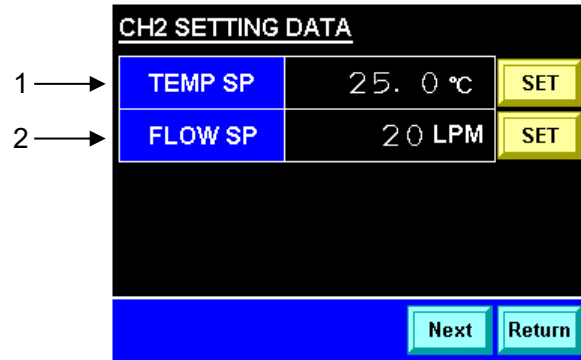 CH2 SETTING DATA
1 TEMP SP 25.0 ℃ SET
2 FLOW SP 20 LPM SET
Next Return